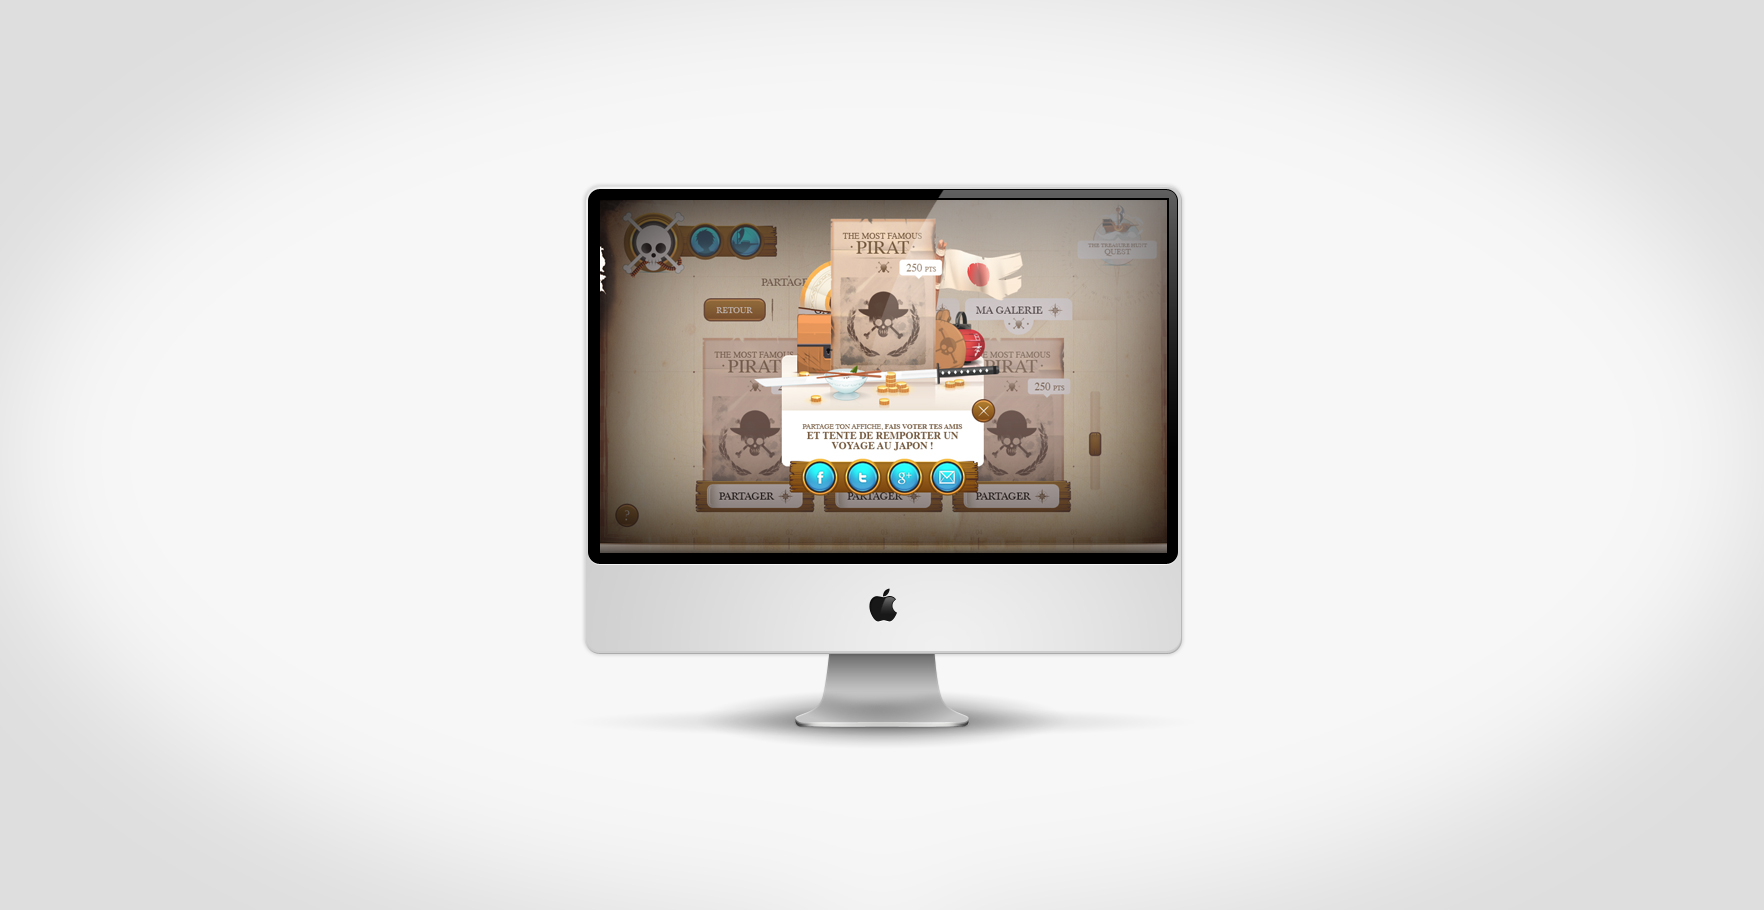 THE MOST FAMOUS
PIRAT
250 PTS
THE TREASURE HUNT
QUEST
PARTAGE
RETOUR
MA GALERIE
THE MOST FAMOUS
PIRAT
THE MOST FAMOUS
PIRAT
250 PTS
PARTAGE TON AFFICHE, FAIS VOTER TES AMIS
ET TENTE DE REMPORTER UN
VOYAGE AU JAPON !
f
t
g+
PARTAGER
PARTAGER
PARTAGER
?